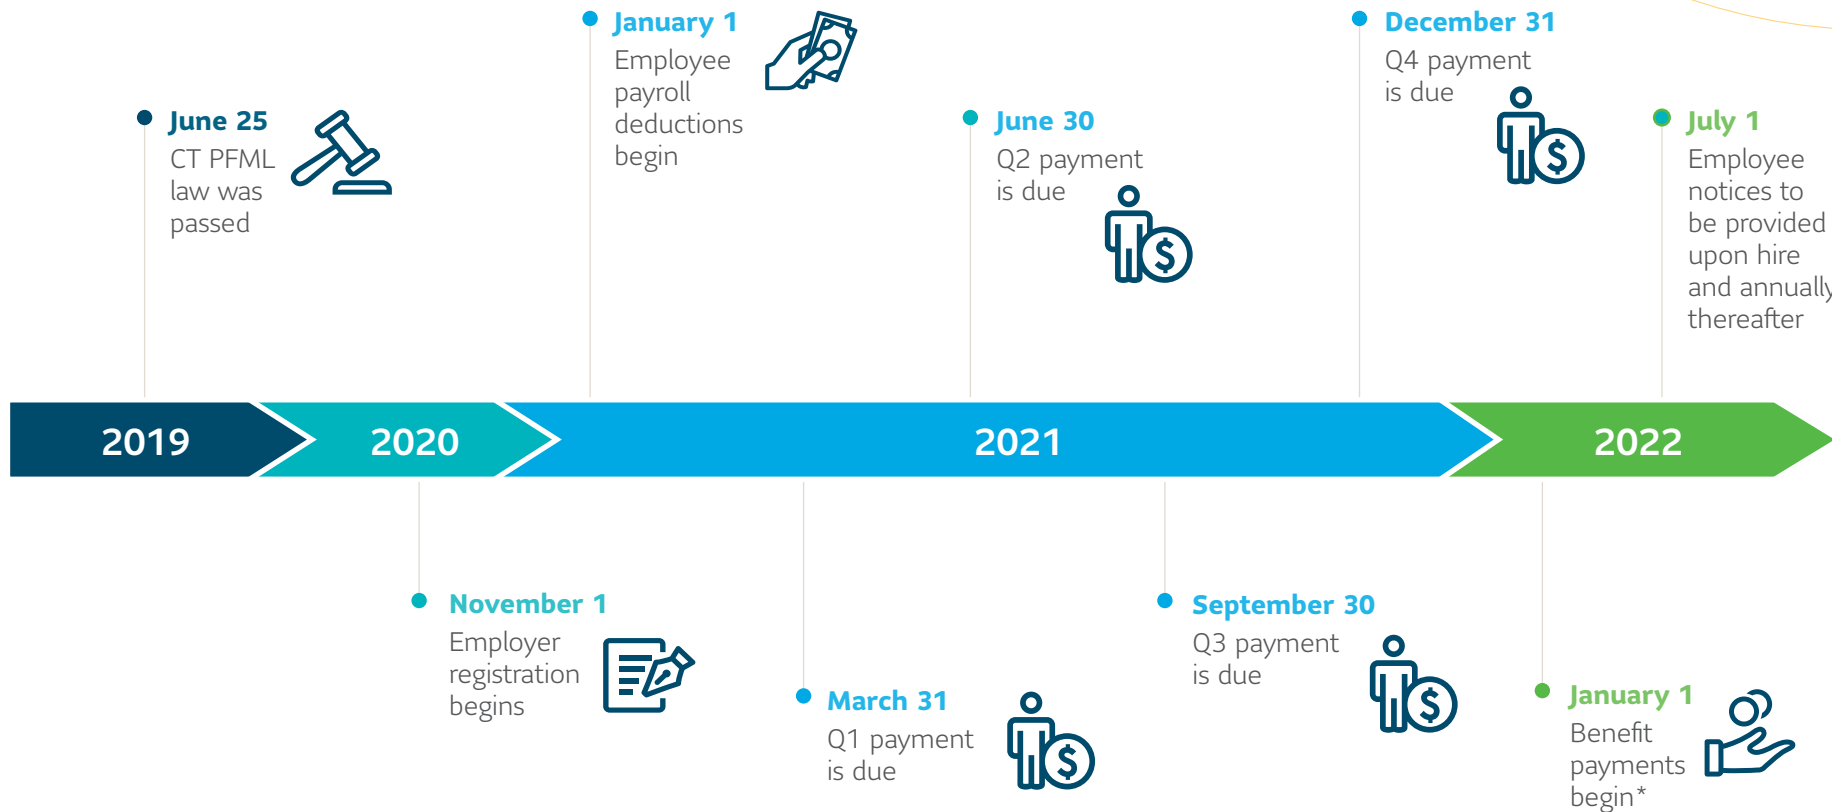 June 25
CT PFML
law was
passed
January 1
Employee
payroll
deductions
begin
June 30
Q2 payment
is due
December 31
Q4 payment
is due
July 1
Employee
notices to
be provided
upon hire
and annually
thereafter
2019
2020
2021
2022
November 1
Employer
registration
begins
March 31
Q1 payment
is due
September 30
Q3 payment
is due
January 1
Benefit
payments
begin*
$
$
$
$